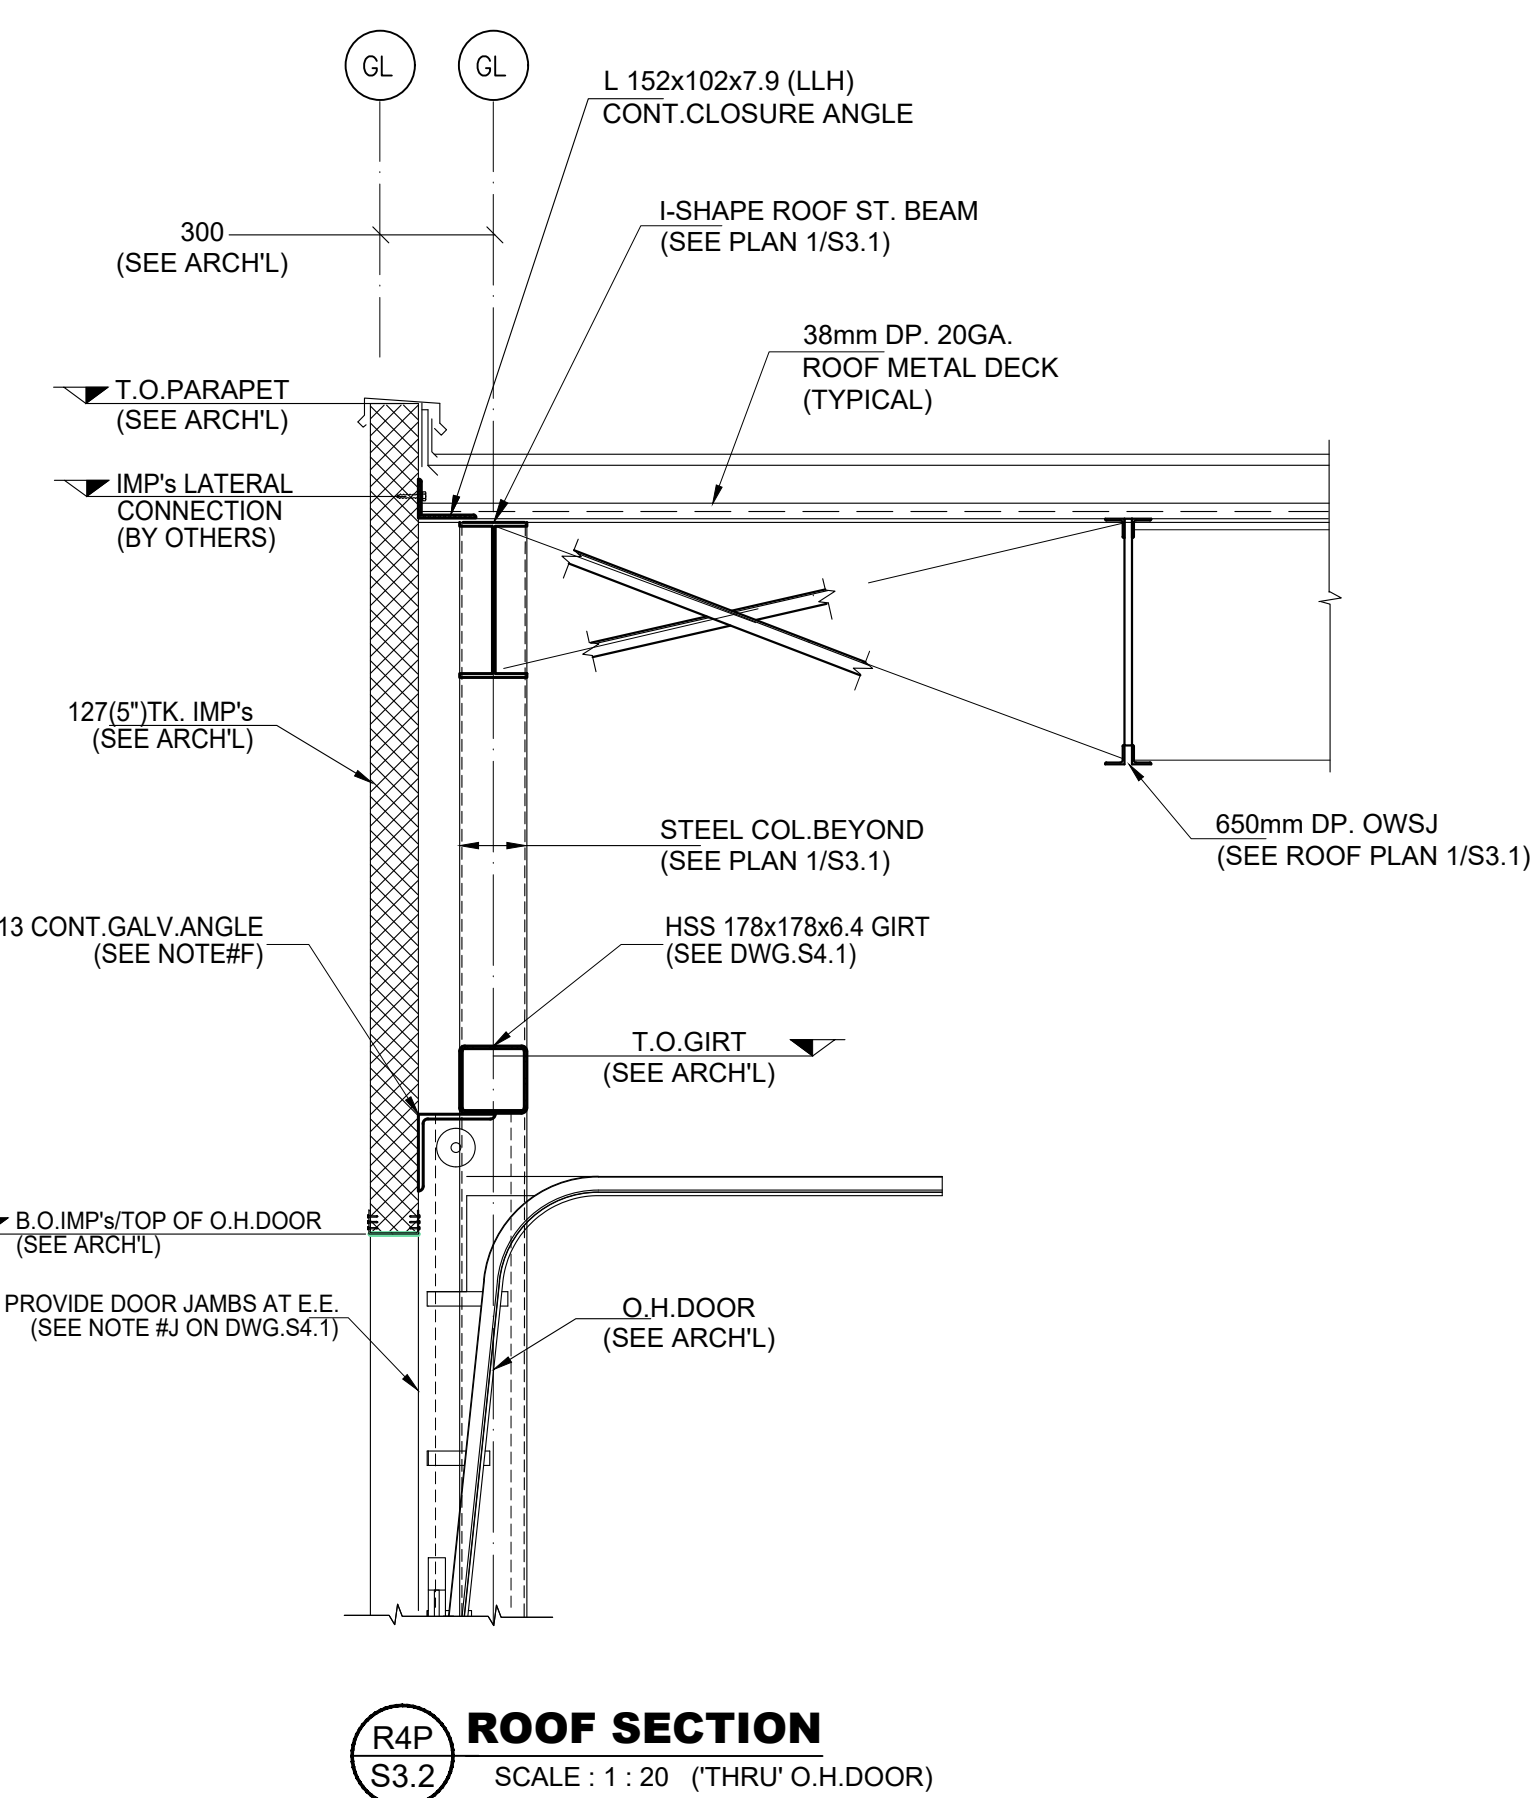 GL
GL
L 152x102x7.9 (LLH)
CONT.CLOSURE ANGLE
300
(SEE ARCH'L)
I-SHAPE ROOF ST. BEAM
(SEE PLAN 1/S3.1)
38mm DP. 20GA.
ROOF METAL DECK
(TYPICAL)
T.O.PARAPET
(SEE ARCH'L)
IMP's LATERAL
CONNECTION
(BY OTHERS)
127(5")TK. IMP's
(SEE ARCH'L)
STEEL COL.BEYOND
(SEE PLAN 1/S3.1)
650mm DP. OWSJ
(SEE ROOF PLAN 1/S3.1)
13 CONT.GALV.ANGLE
(SEE NOTE#F)
HSS 178x178x6.4 GIRT
(SEE DWG.S4.1)
T.O.GIRT
(SEE ARCH'L)
B.O.IMP's/TOP OF O.H.DOOR
(SEE ARCH'L)
PROVIDE DOOR JAMBS AT E.E.
(SEE NOTE #J ON DWG.S4.1)
O.H.DOOR
(SEE ARCH'L)
R4P
S3.2
ROOF SECTION
SCALE : 1 : 20 ('THRU' O.H.DOOR)